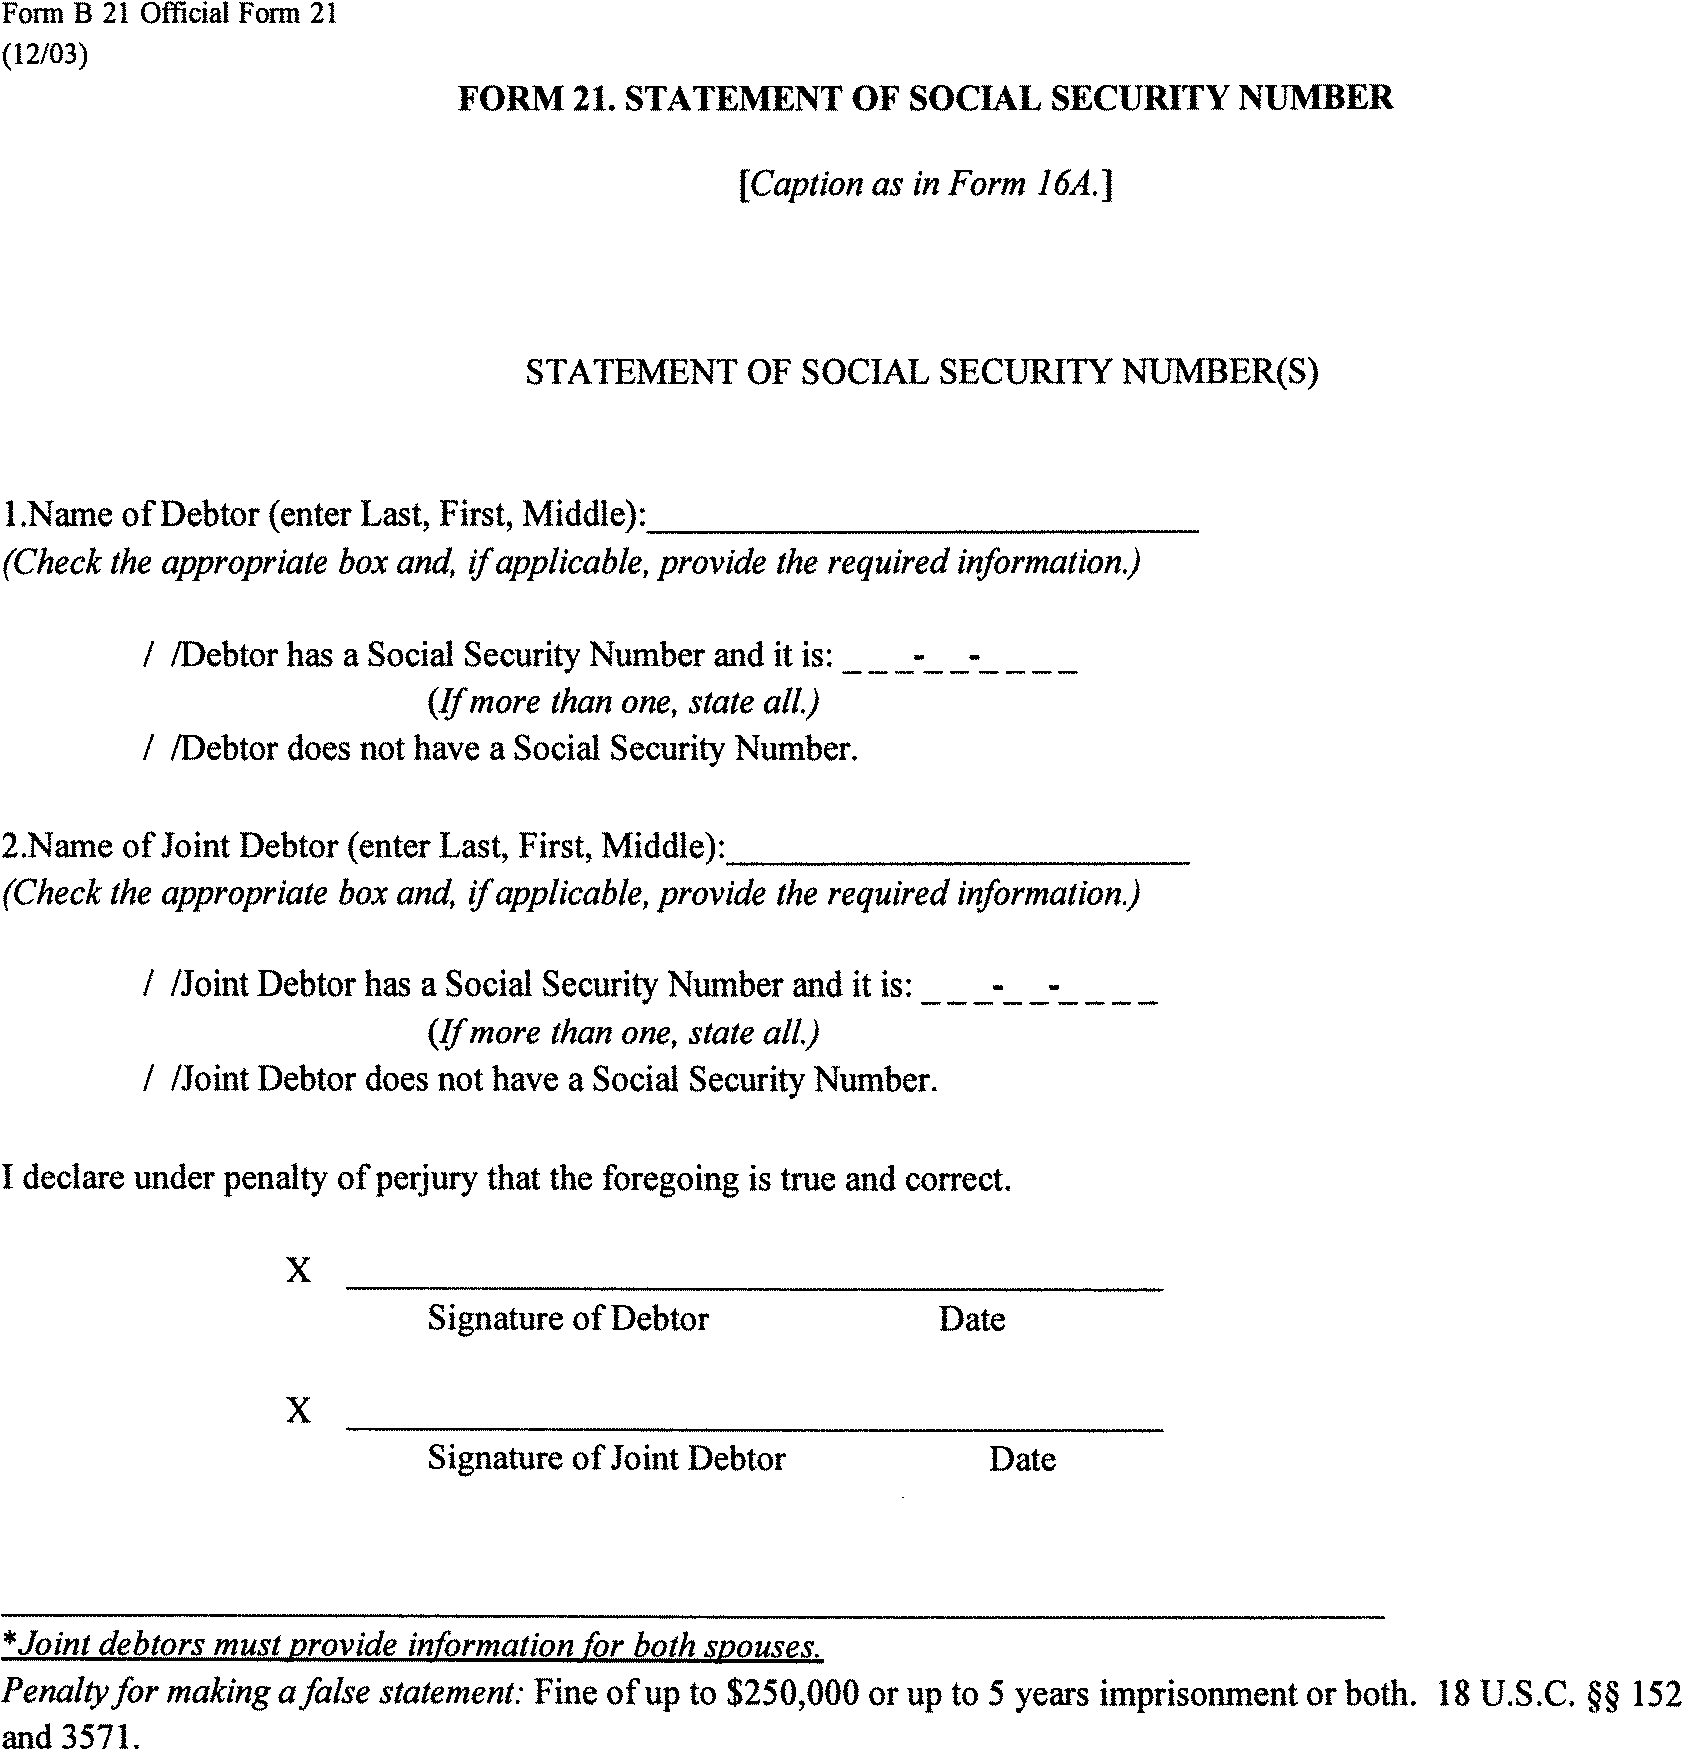 Form B 21 Official Form 21
(12/03)
FORM 21. STATEMENT OF SOCIAL SECURITY NUMBER
[Caption as in Form 16A.]
STATEMENT OF SOCIAL SECURITY NUMBER(S)
1.Name of Debtor (enter Last, First, Middle):____________________
(Check the appropriate box and, if applicable, provide the required information.)
/ /Debtor has a Social Security Number and it is: _ _ _-_ _-_ _ _ _
(If more than one, state all.)
/ /Debtor does not have a Social Security Number.
2.Name of Joint Debtor (enter Last, First, Middle):____________________
(Check the appropriate box and, if applicable, provide the required information.)
/ /Joint Debtor has a Social Security Number and it is: _ _ _-_ _-_ _ _ _
(If more than one, state all.)
/ /Joint Debtor does not have a Social Security Number.
I declare under penalty of perjury that the foregoing is true and correct.
X ____________________
Signature of Debtor Date
X ____________________
Signature of Joint Debtor Date
*Joint debtors must provide information for both spouses.
Penalty for making a false statement: Fine of up to $250,000 or up to 5 years imprisonment or both. 18 U.S.C. §§ 152
and 3571.